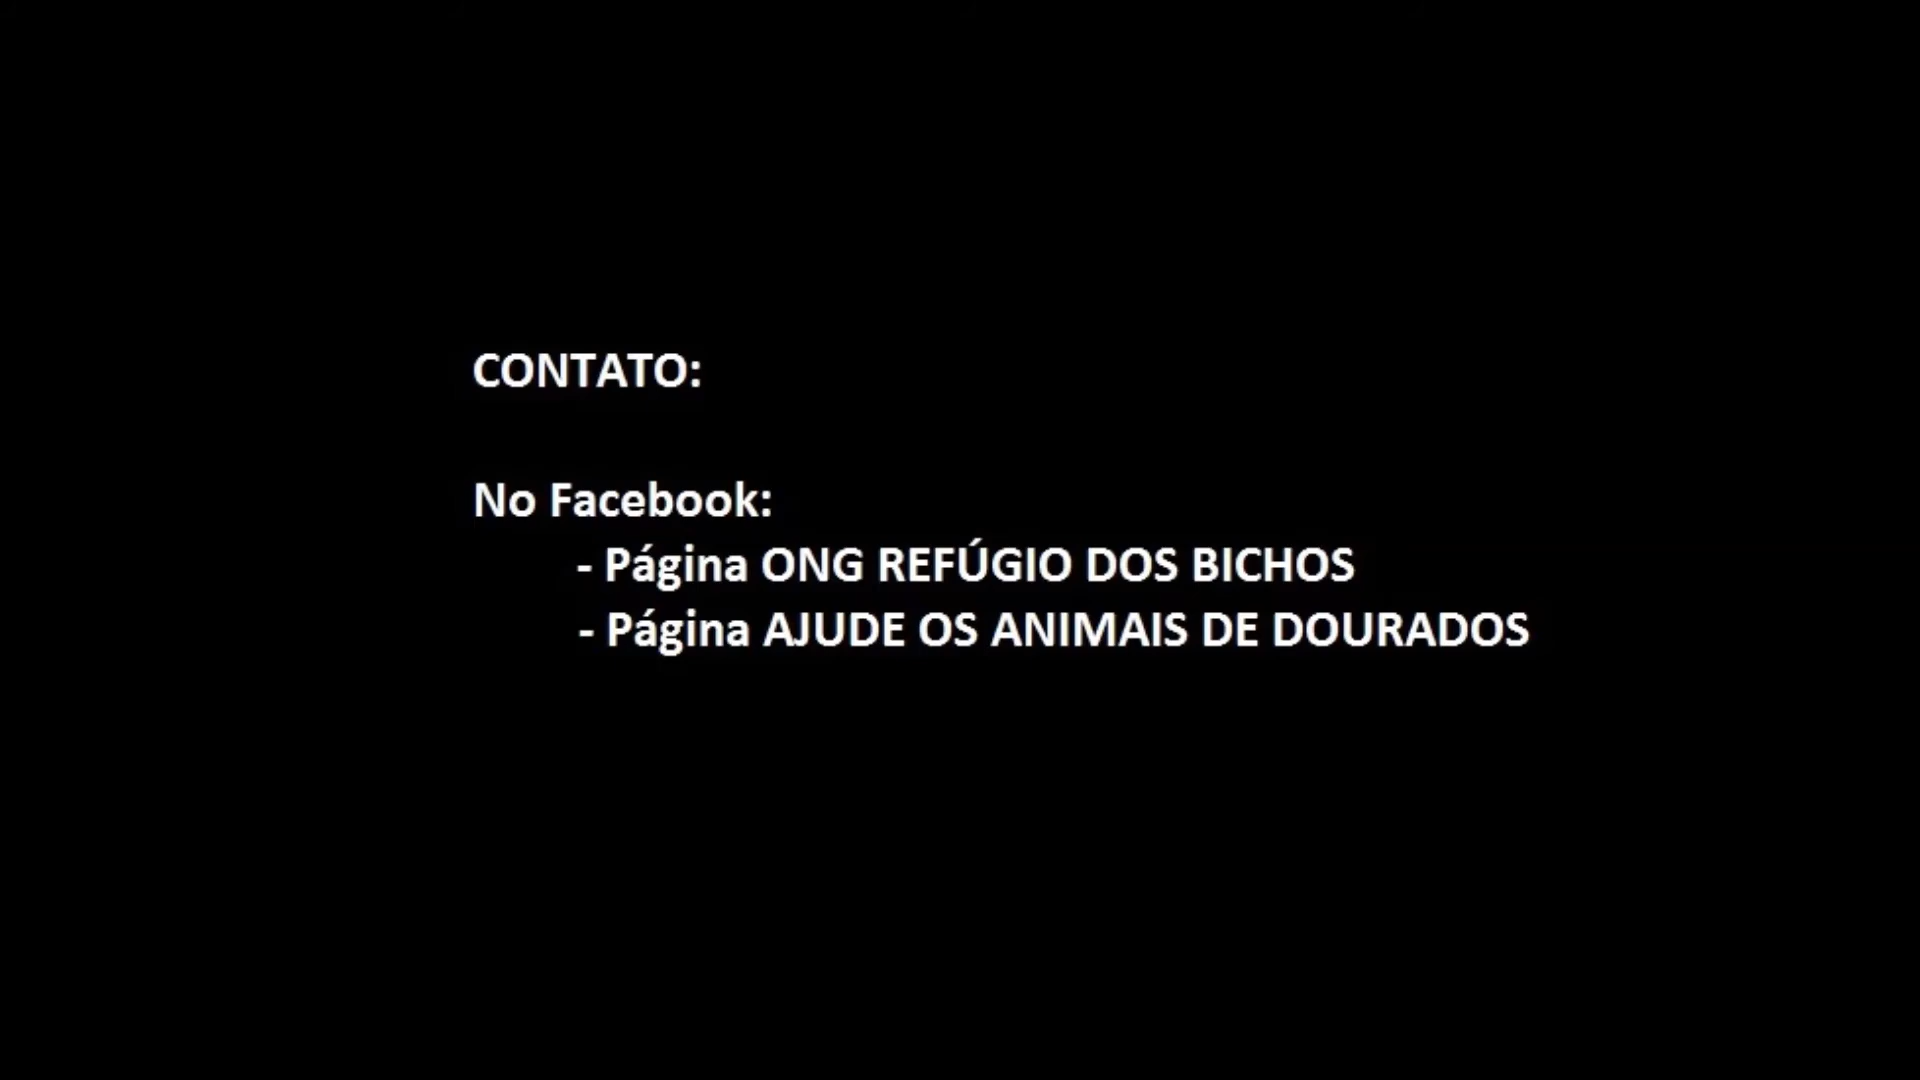 CONTATO:
No Facebook:
- Página ONG REFÚGIO DOS BICHOS
- Página AJUDE OS ANIMAIS DE DOURADOS